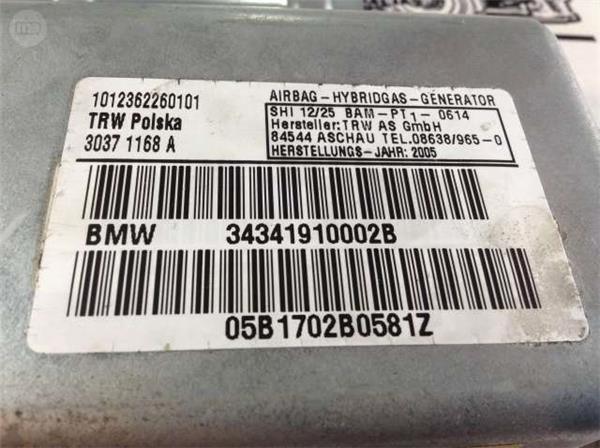 1012362260101
TRW Polska
3037 1168 A
AIRBAG-HYBRIDGAS-GENERATOR
SHI 12/25 BAM-PT1- 0614
Hersteller:TRW AS GmbH
84544 ASCHAU TEL.08638/965-0
HERSTELLUNGS-JAHR: 2005
BMW 34341910002B
05B1702B0581Z